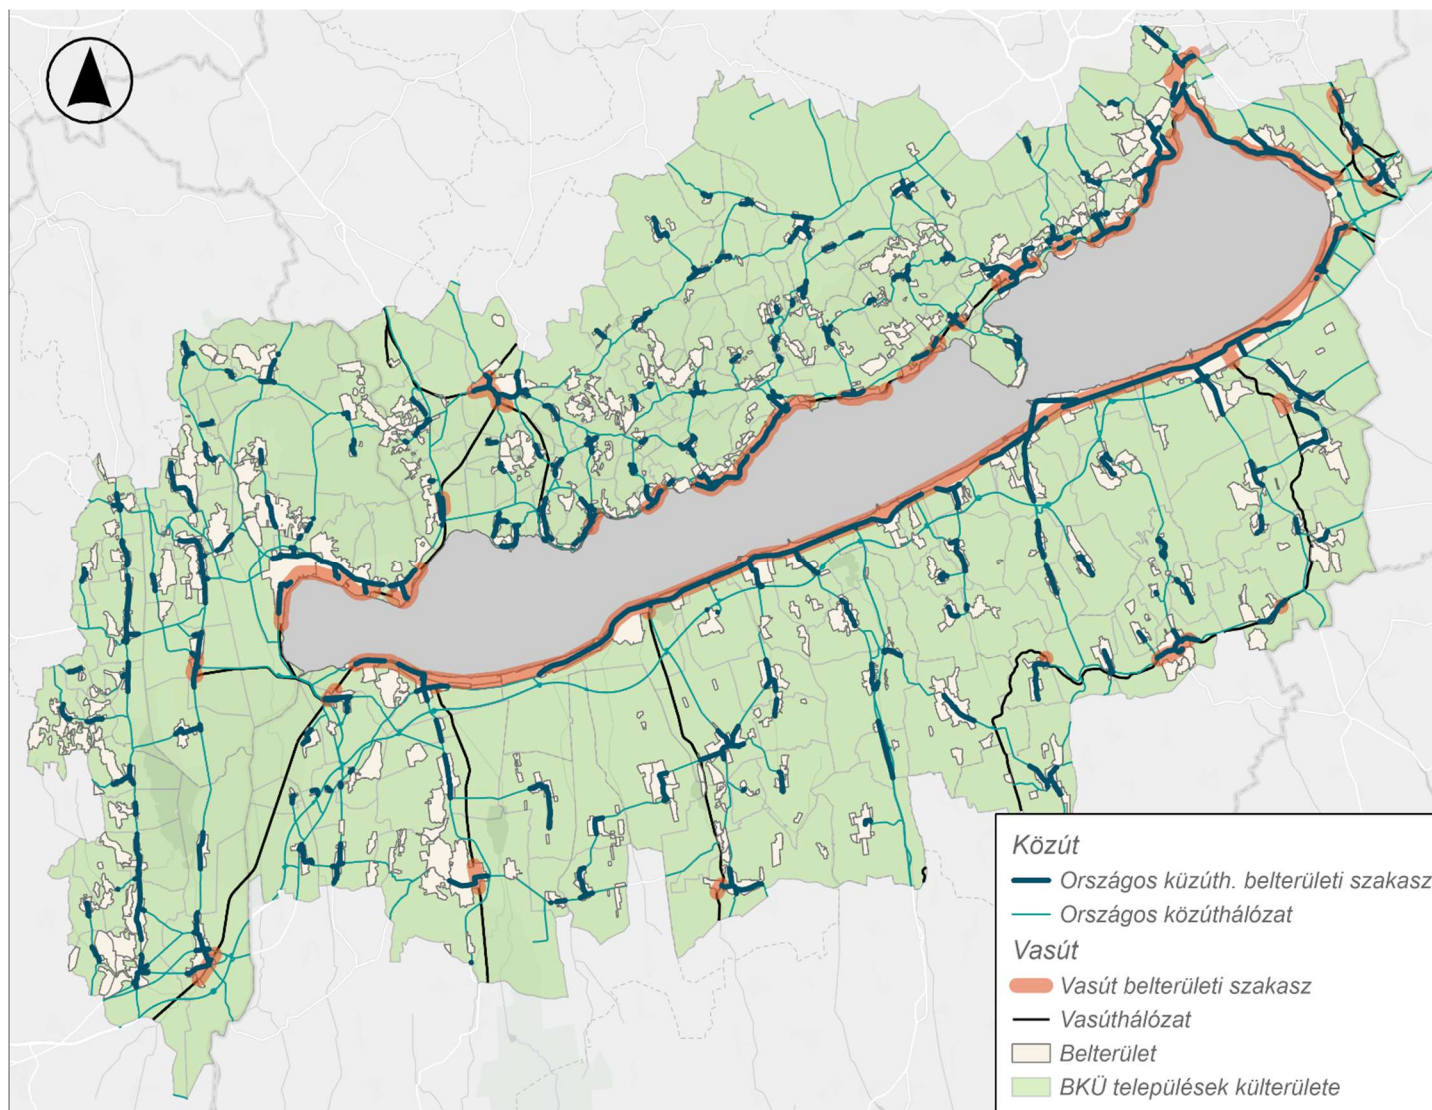 Közút
Országos küzúth. belterületi szakasz
Országos közúthálózat
Vasút
Vasút belterületi szakasz
Vasúthálózat
Belterület
BKÜ települések külterülete